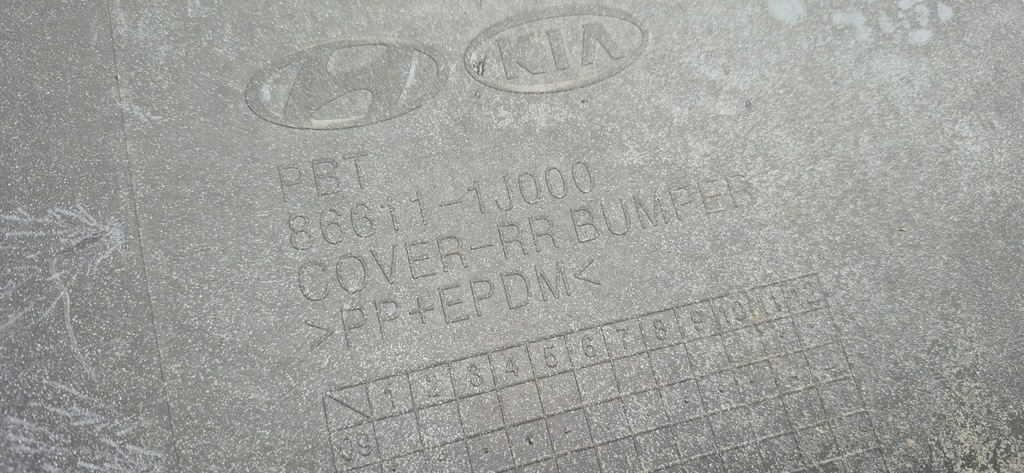 KIA
PBT
86611-1J000
COVER-RR BUMPER
>PP+EPDM<
1 2 3 4 5 6 7 8 9 10 11 12
09